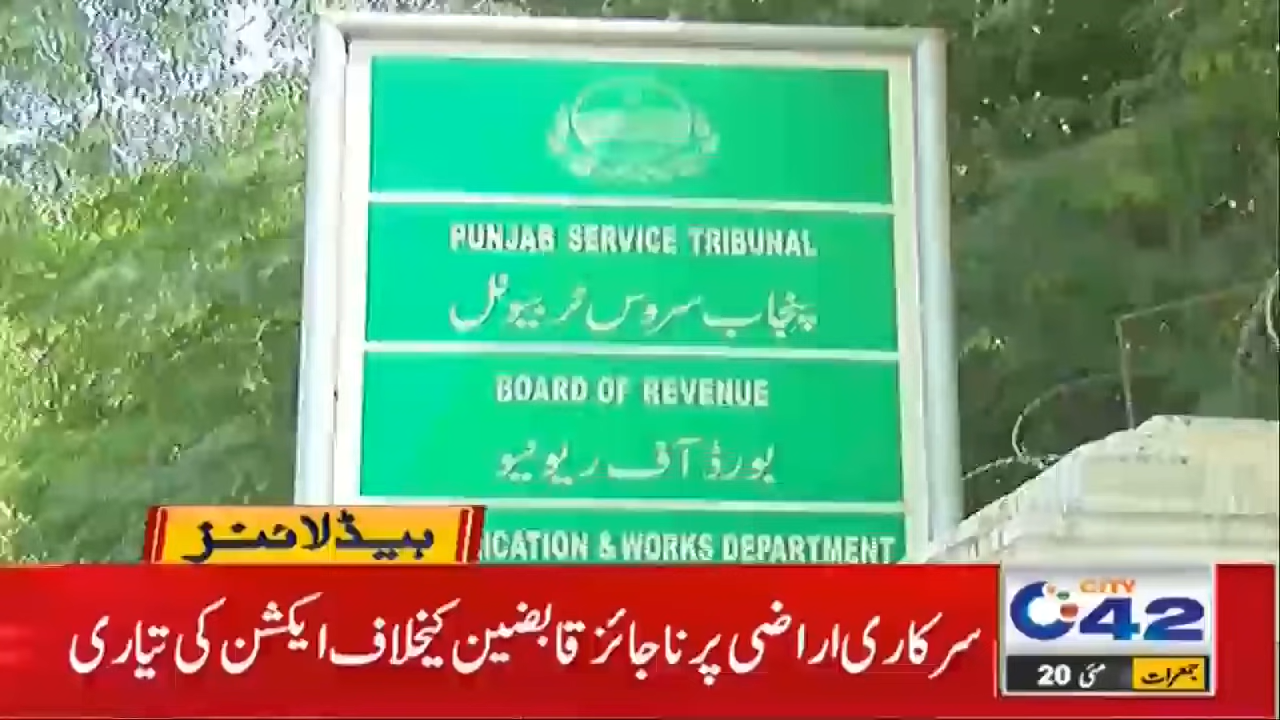 PUNJAB SERVICE TRIBUNAL
پنجاب سروس ٹربیونل
BOARD OF REVENUE
بورڈ آف ریونیو
ICATION & WORKS DEPARTMENT
ہیڈلائنز
سرکاری اراضی پر ناجائز قابضین کیخلاف ایکشن کی تیاری
CITY
42
جمعرات
20 مئی